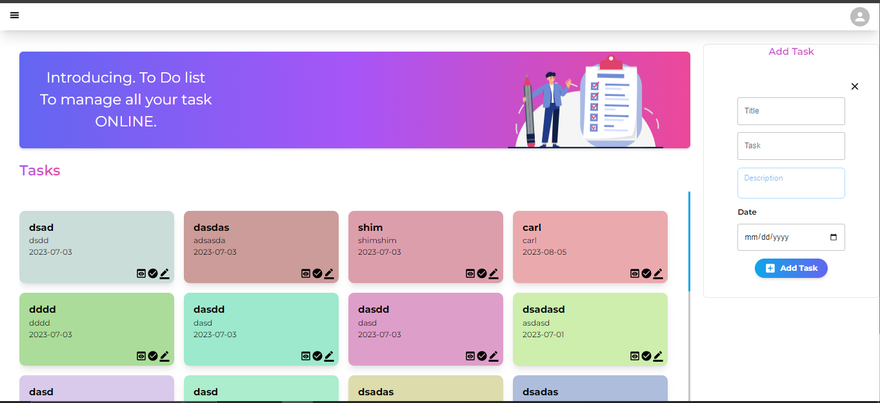 Add Task
Introducing. To Do list
To manage all your task
ONLINE.
Title
Task
Description
Date
mm/dd/yyyy
Add Task
Tasks
dsad
dsdd
2023-07-03
dasdas
adsasda
2023-07-03
shim
shimshim
2023-07-03
carl
carl
2023-08-05
dddd
dddd
2023-07-03
dasdd
dasd
2023-07-03
dasdd
dasd
2023-07-03
dsadasd
asdasd
2023-07-01
dasd
dasd
dsadas
dsadas